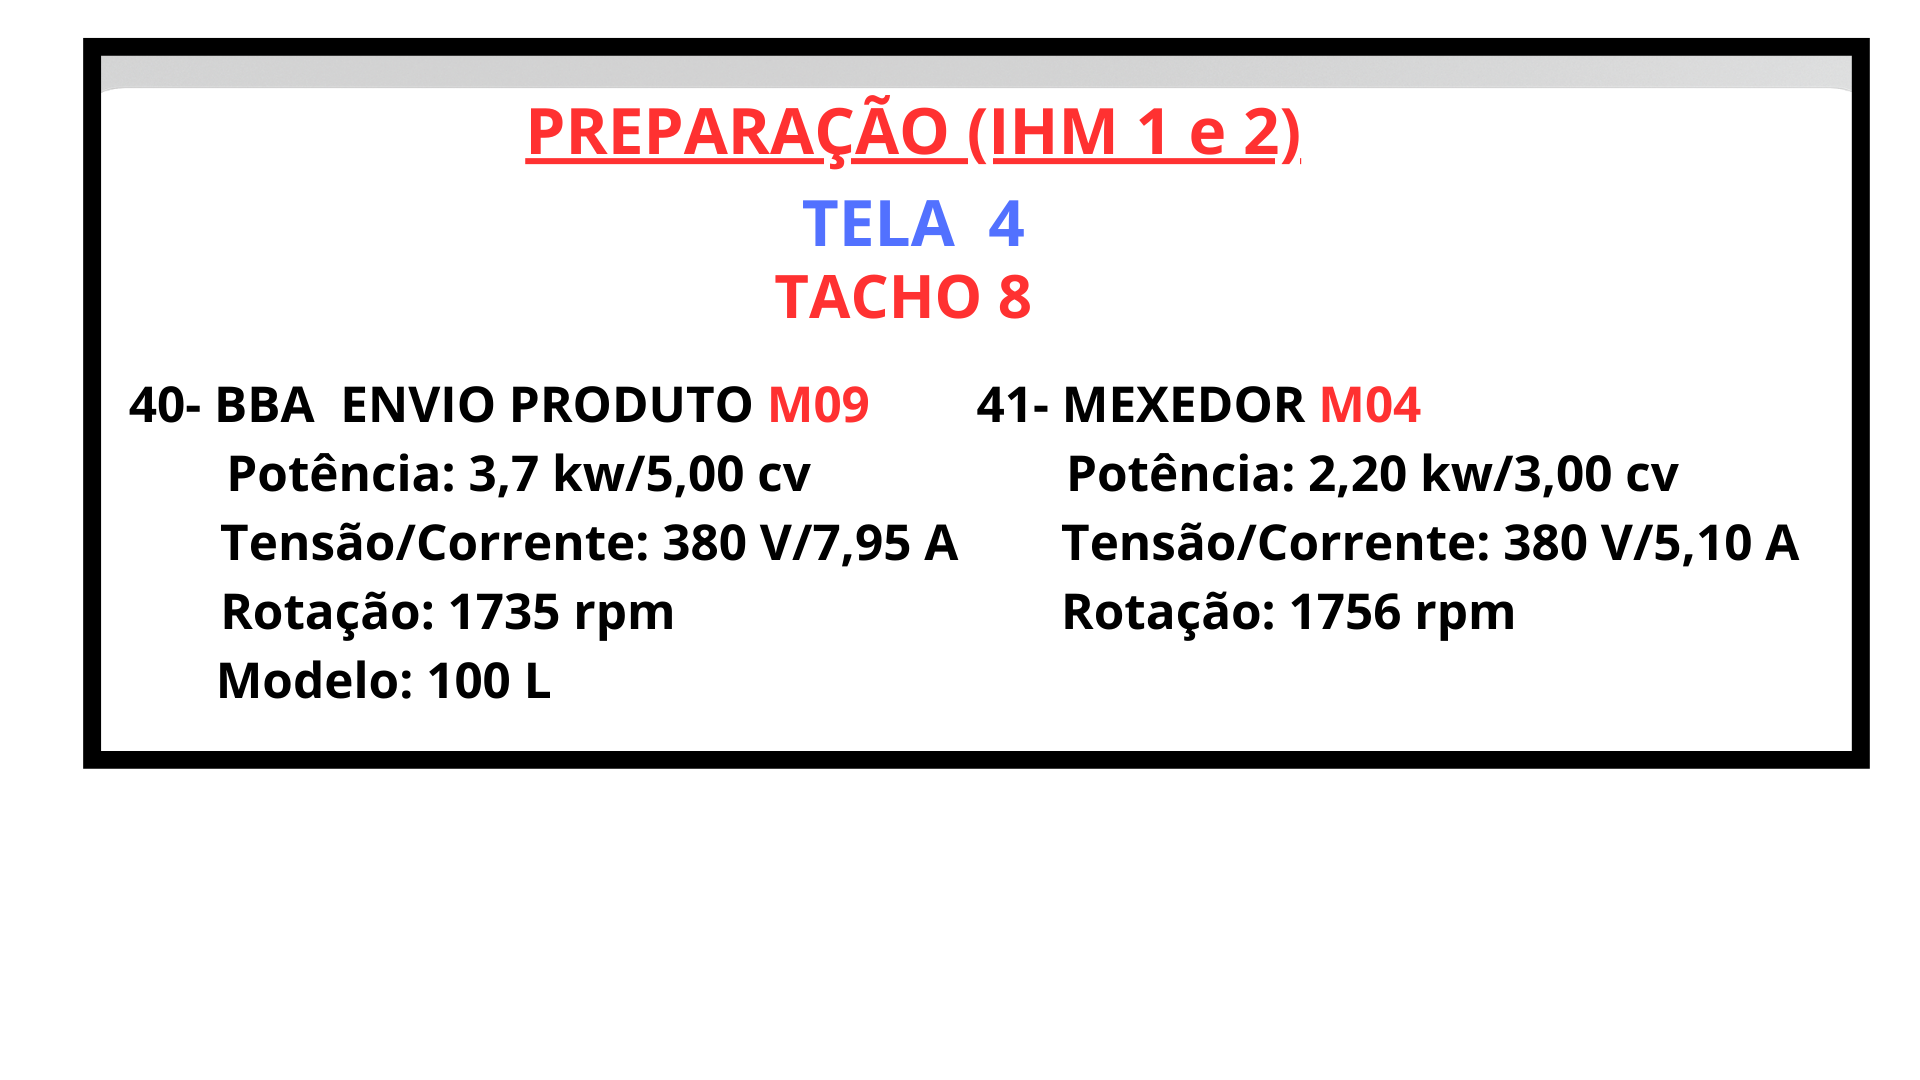 PREPARAÇÃO (IHM 1 e 2)
TELA 4
TACHO 8
40- BBA ENVIO PRODUTO M09
Potência: 3,7 kw/5,00 cv
Tensão/Corrente: 380 V/7,95 A
Rotação: 1735 rpm
Modelo: 100 L
41- MEXEDOR M04
Potência: 2,20 kw/3,00 cv
Tensão/Corrente: 380 V/5,10 A
Rotação: 1756 rpm